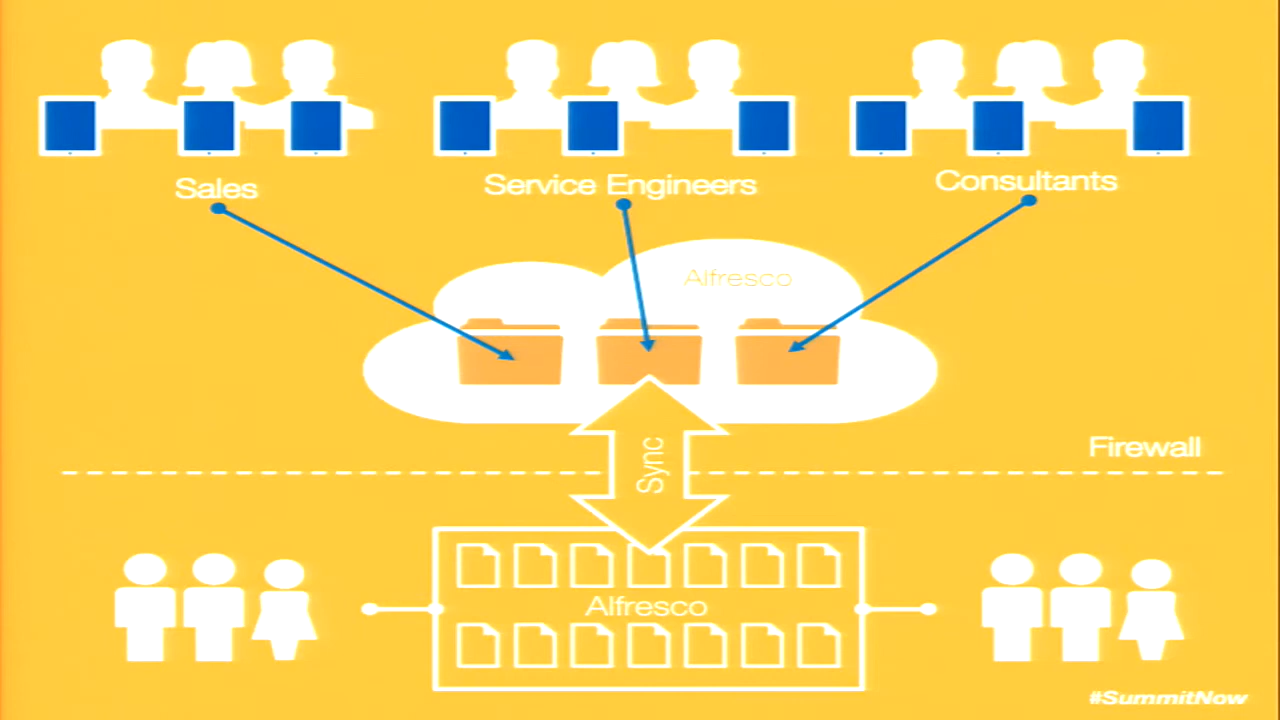 Sales
Service Engineers
Consultants
Alfresco
Firewall
Sync
Alfresco
#SummitNow